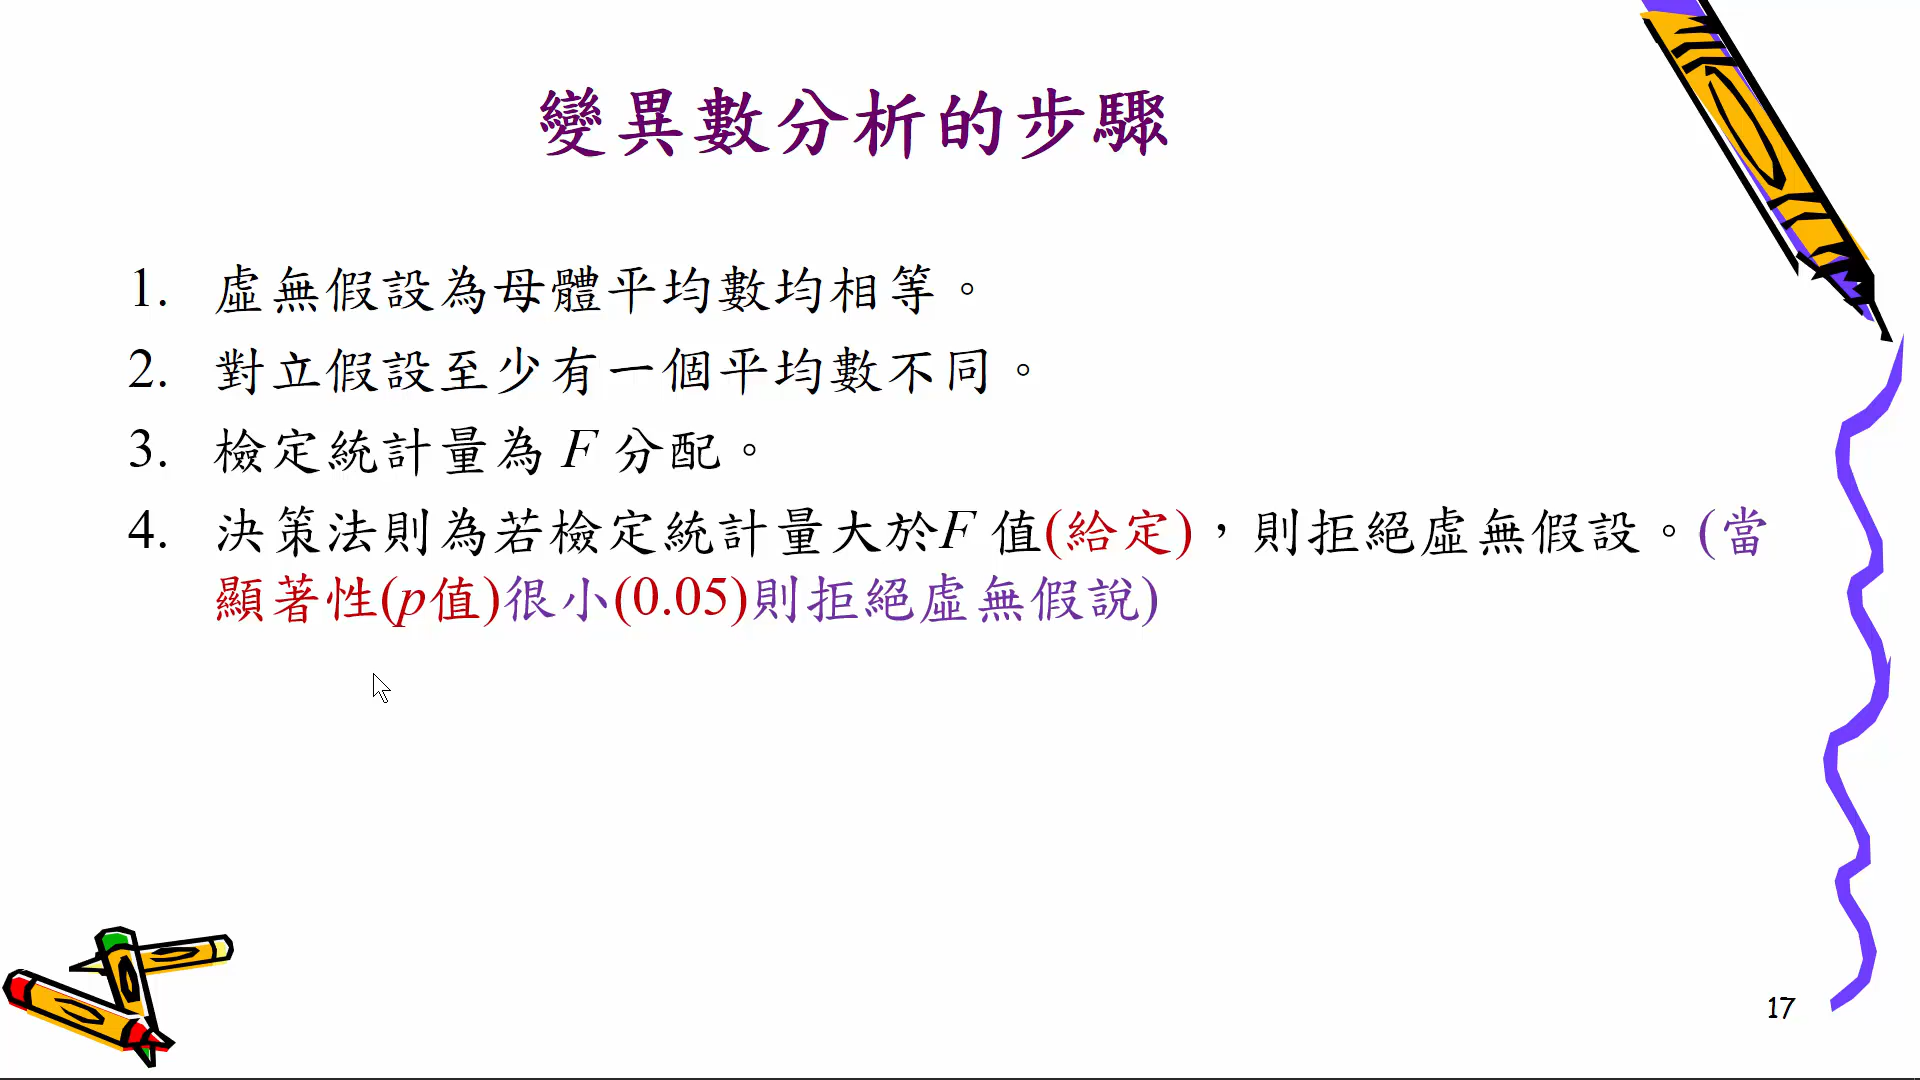 變異數分析的步驟
1. 虛無假設為母體平均數均相等。
2. 對立假設至少有一個平均數不同。
3. 檢定統計量為 F 分配。
4. 決策法則為若檢定統計量大於F 值(給定)，則拒絕虛無假設。(當
顯著性(p值)很小(0.05)則拒絕虛無假說)
17